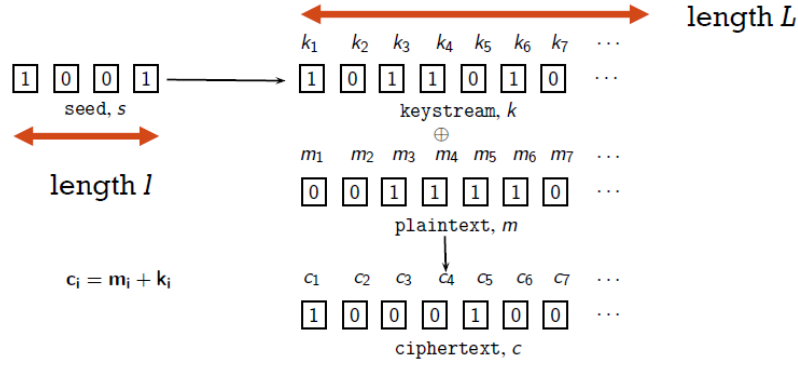 length L
k1 k2 k3 k4 k5 k6 k7 ···
1 0 0 1
1 0 1 1 0 1 0 ···
seed, s
keystream, k
⊕
length l
m1 m2 m3 m4 m5 m6 m7 ···
0 0 1 1 1 1 0 ···
plaintext, m
ci = mi + ki
c1 c2 c3 c4 c5 c6 c7 ···
1 0 0 0 1 0 0 ···
ciphertext, c